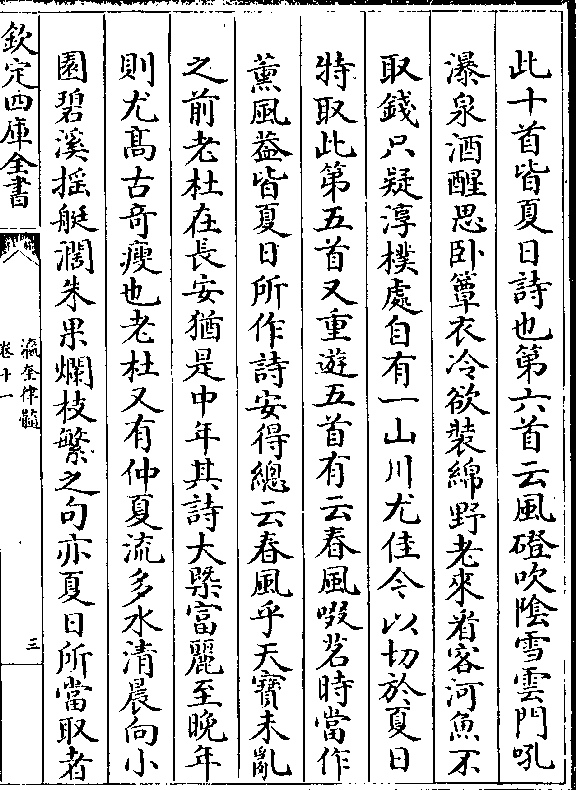 此十首皆夏日詩也第六首云風磴吹隂雪雲門吼
瀑泉酒醒思卧簟衣冷欲裝綿野老來㸔客河魚不
取錢只疑淳樸處自有一山川尤佳今以切於夏日
特取此第五首又重遊五首有云春風啜茗時當作
薰風葢皆夏日所作詩安得總云春風乎天寳未亂
之前老杜在長安猶是中年其詩大槩富麗至晚年
則尤髙古奇瘦也老杜又有仲夏流多水清晨向小
園碧溪揺艇濶朱果爛枝繁之句亦夏日所當取者
欽定四庫全書
瀛奎律髓
卷十一
三